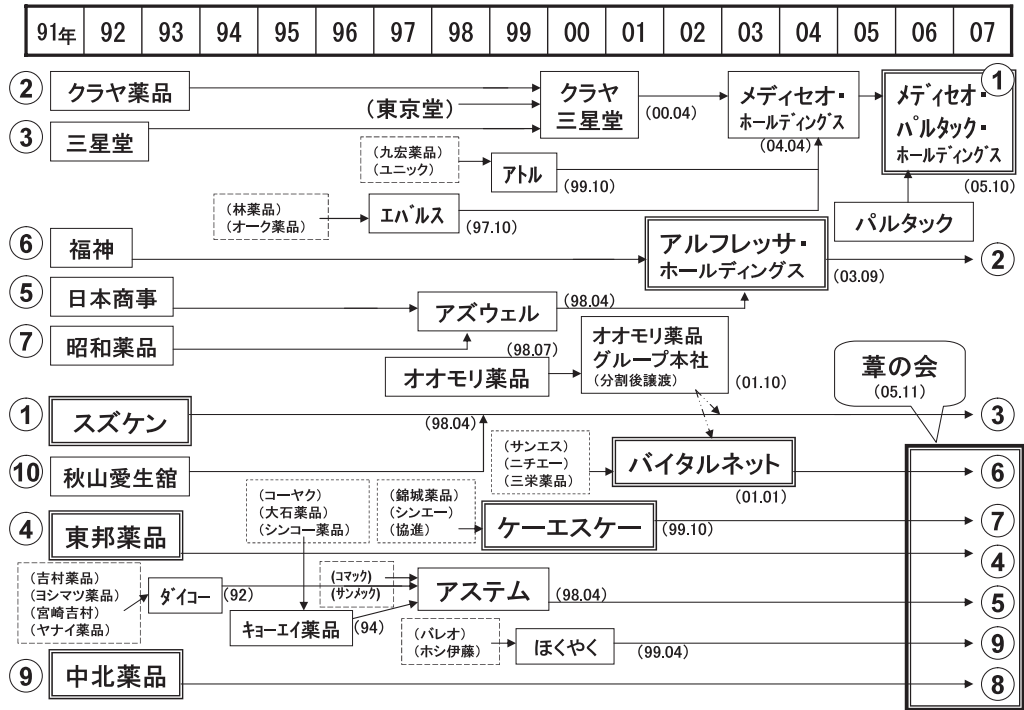 91年 92 93 94 95 96 97 98 99 00 01 02 03 04 05 06 07
② クラヤ薬品
(東京堂)
クラヤ
三星堂
(00.04)
メディセオ・
ホールディングス
(04.04)
①
メディセオ・
パルタック・
ホールディングス
(05.10)
③ 三星堂
(九宏薬品)
(ユニック)
アトル
(99.10)
(林薬品)
(オーク薬品)
エバルス
(97.10)
パルタック
⑥ 福神
アルフレッサ・
ホールディングス
(03.09)
②
⑤ 日本商事
アズウェル
(98.04)
⑦ 昭和薬品
(98.07)
オオモリ薬品
オオモリ薬品
グループ本社
(分割後譲渡)
(01.10)
葦の会
(05.11)
① スズケン
(98.04)
③
⑩ 秋山愛生舘
(サンエス)
(ニチエー)
(三栄薬品)
バイタルネット
(01.01)
⑥
(コーヤク)
(大石薬品)
(シンコー薬品)
(錦城薬品)
(シンエー)
(協進)
ケーエスケー
(99.10)
⑦
④ 東邦薬品
④
(吉村薬品)
(ヨシマツ薬品)
(宮崎吉村)
(ヤナイ薬品)
ダイコー
(92)
(コマック)
(サンメック)
アステム
(98.04)
⑤
キョーエイ薬品
(94)
(バレオ)
(ホシ伊藤)
ほくやく
(99.04)
⑨
⑨ 中北薬品
⑧